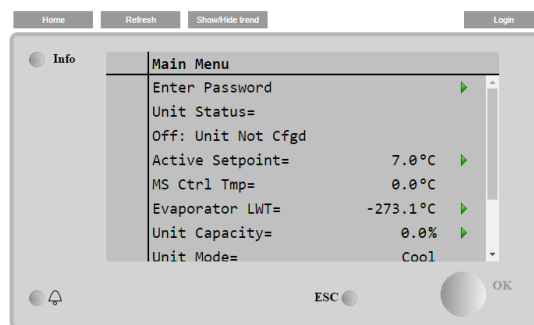 Home Refresh Show/Hide trend Login
Info
Main Menu
Enter Password
Unit Status=
Off: Unit Not Cfgd
Active Setpoint= 7.0°C
MS Ctrl Tmp= 0.0°C
Evaporator LWT= -273.1°C
Unit Capacity= 0.0%
Unit Mode= Cool
ESC
OK